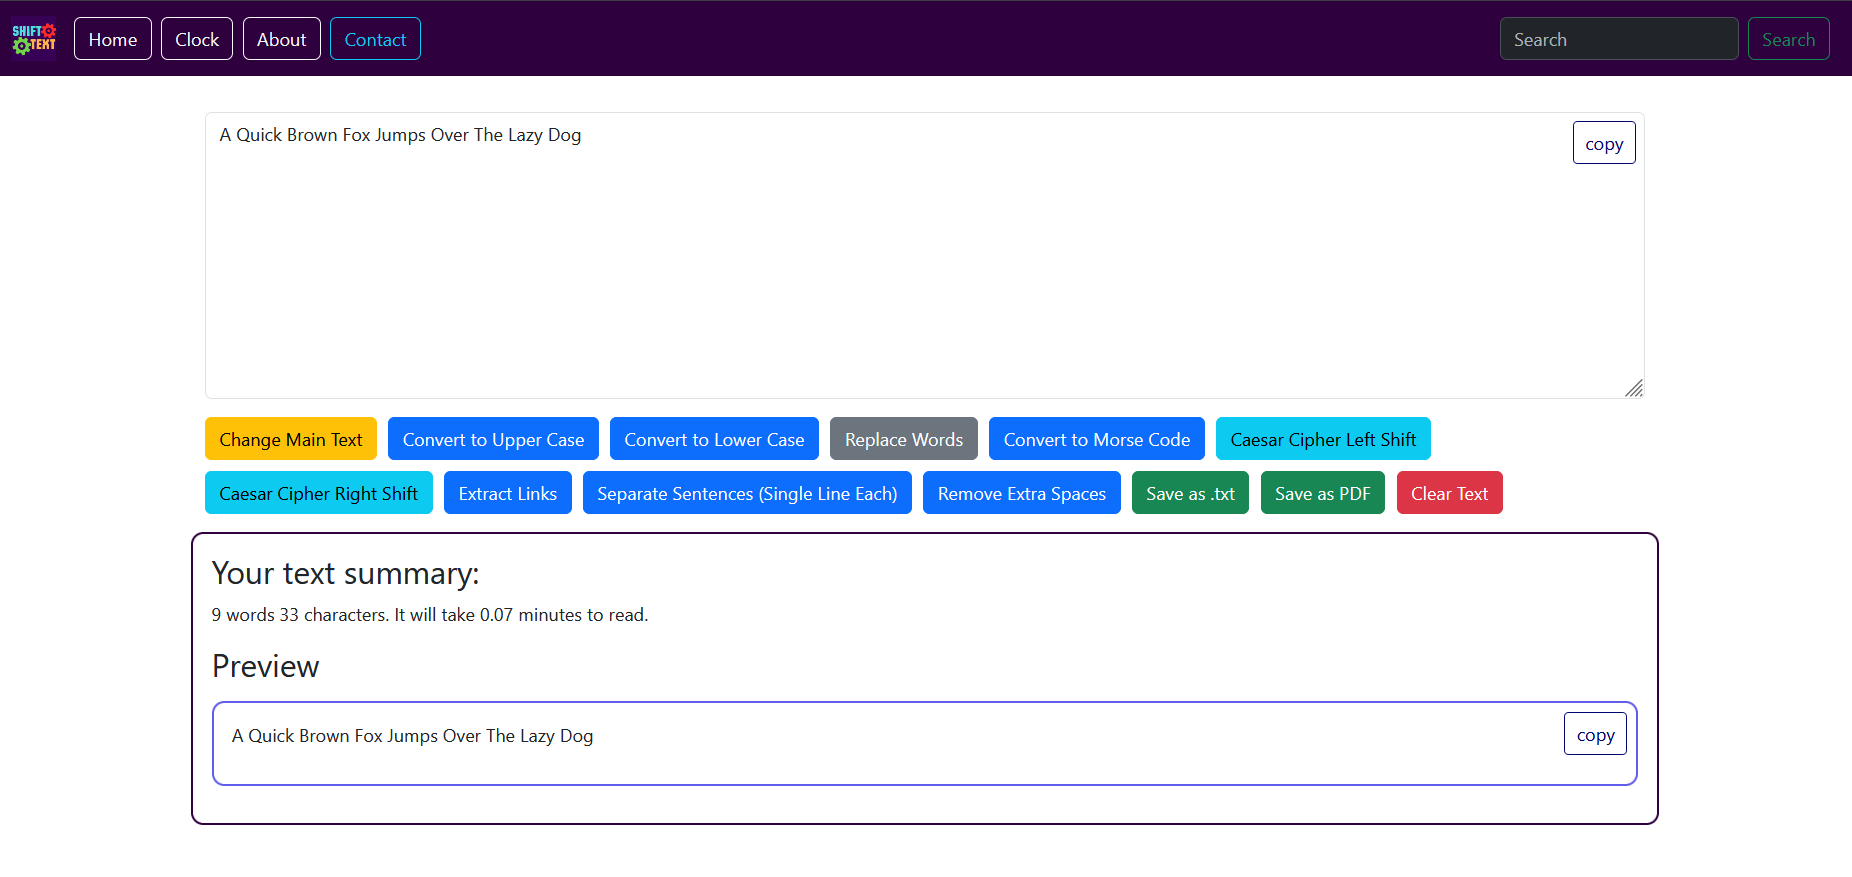 SHIFT
TEXT
Home Clock About Contact Search Search
A Quick Brown Fox Jumps Over The Lazy Dog copy
Change Main Text Convert to Upper Case Convert to Lower Case Replace Words Convert to Morse Code Caesar Cipher Left Shift
Caesar Cipher Right Shift Extract Links Separate Sentences (Single Line Each) Remove Extra Spaces Save as .txt Save as PDF Clear Text
Your text summary:
9 words 33 characters. It will take 0.07 minutes to read.
Preview
A Quick Brown Fox Jumps Over The Lazy Dog copy